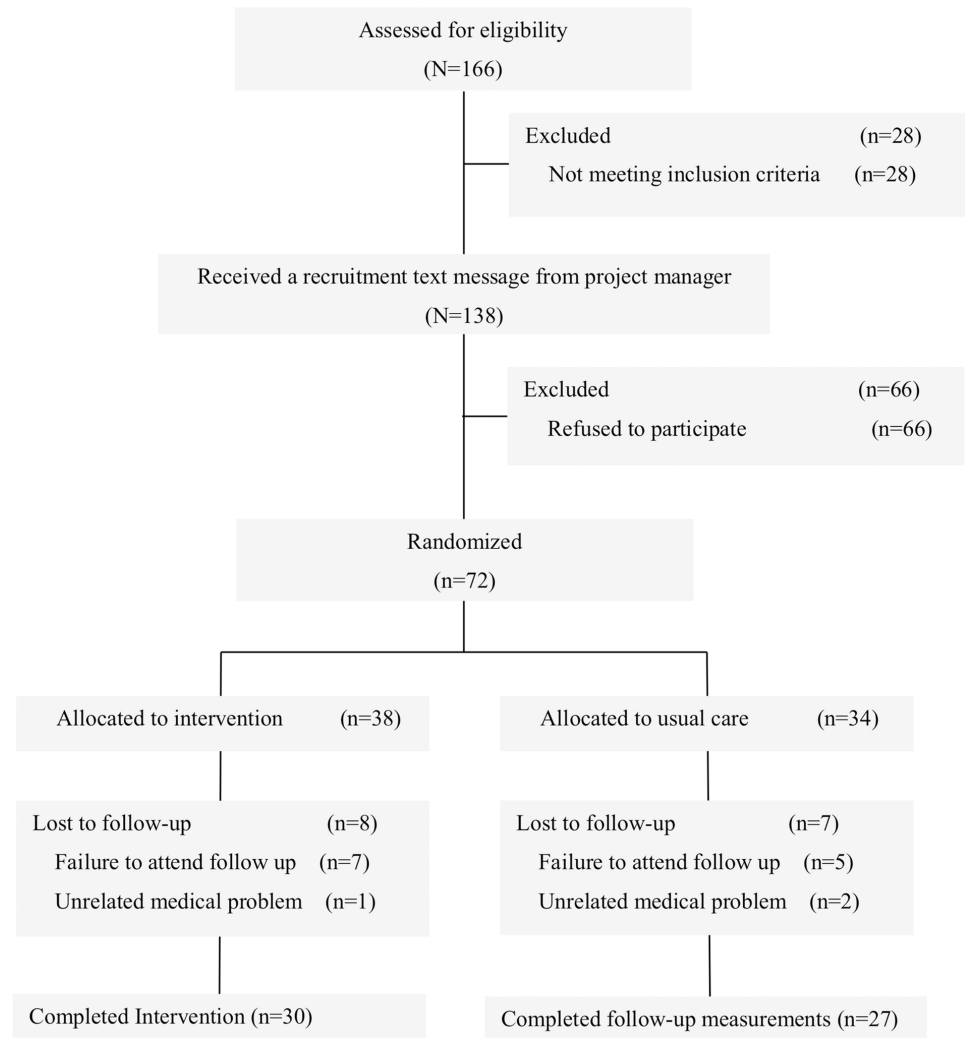 Assessed for eligibility
(N=166)
Excluded (n=28)
Not meeting inclusion criteria (n=28)
Received a recruitment text message from project manager
(N=138)
Excluded (n=66)
Refused to participate (n=66)
Randomized
(n=72)
Allocated to intervention (n=38)
Lost to follow-up (n=8)
Failure to attend follow up (n=7)
Unrelated medical problem (n=1)
Completed Intervention (n=30)
Allocated to usual care (n=34)
Lost to follow-up (n=7)
Failure to attend follow up (n=5)
Unrelated medical problem (n=2)
Completed follow-up measurements (n=27)